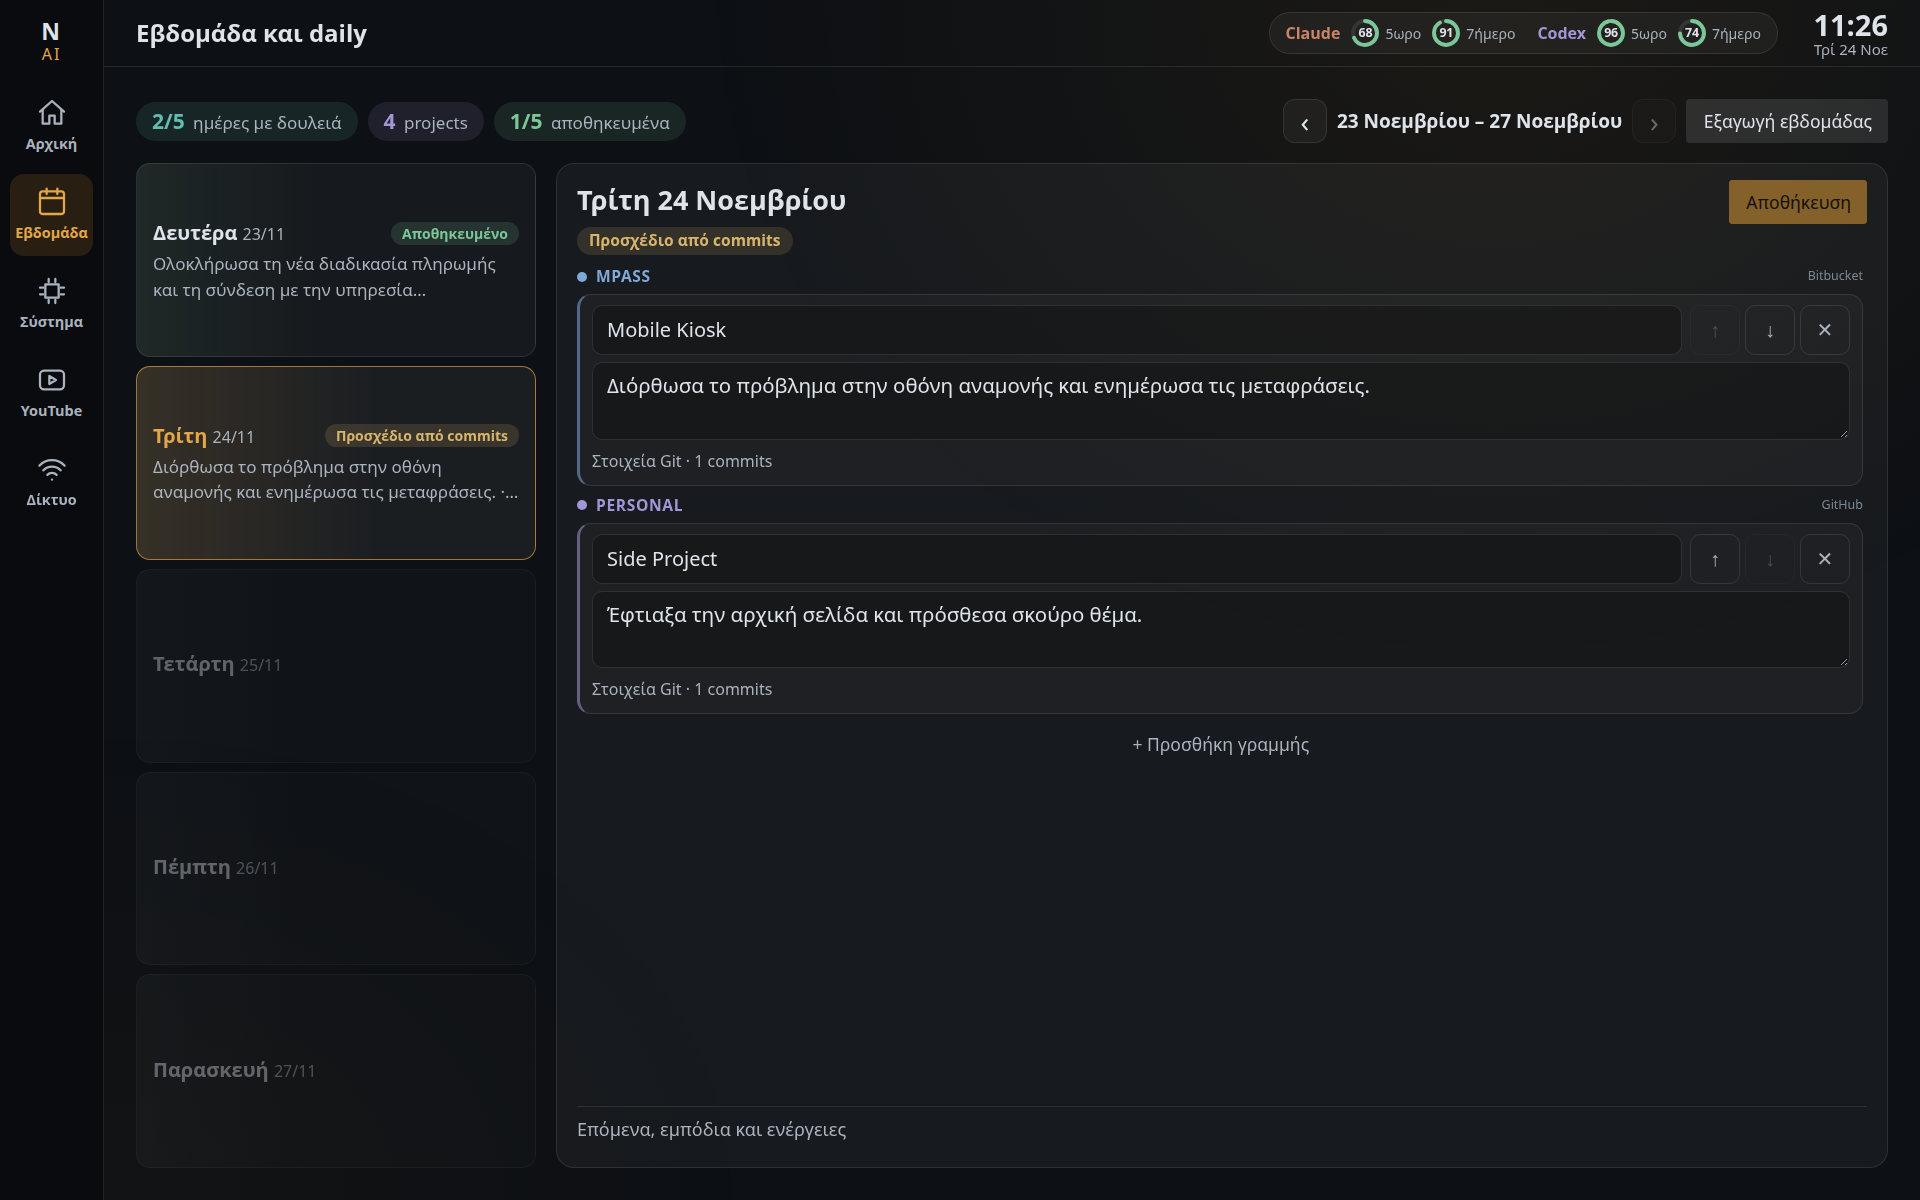 N
AI
Αρχική
Εβδομάδα
Σύστημα
YouTube
Δίκτυο
Εβδομάδα και daily
Claude 68 5ωρο 91 7ήμερο Codex 96 5ωρο 74 7ήμερο
11:26
Τρί 24 Νοε
2/5 ημέρες με δουλειά
4 projects
1/5 αποθηκευμένα
‹ 23 Νοεμβρίου – 27 Νοεμβρίου ›
Εξαγωγή εβδομάδας
Δευτέρα 23/11 Αποθηκευμένο
Ολοκλήρωσα τη νέα διαδικασία πληρωμής
και τη σύνδεση με την υπηρεσία...
Τρίτη 24/11 Προσχέδιο από commits
Διόρθωσα το πρόβλημα στην οθόνη
αναμονής και ενημέρωσα τις μεταφράσεις. ·...
Τετάρτη 25/11
Πέμπτη 26/11
Παρασκευή 27/11
Τρίτη 24 Νοεμβρίου
Αποθήκευση
Προσχέδιο από commits
MPASS Bitbucket
Mobile Kiosk ↑ ↓ ✕
Διόρθωσα το πρόβλημα στην οθόνη αναμονής και ενημέρωσα τις μεταφράσεις.
Στοιχεία Git · 1 commits
PERSONAL GitHub
Side Project ↑ ↓ ✕
Έφτιαξα την αρχική σελίδα και πρόσθεσα σκούρο θέμα.
Στοιχεία Git · 1 commits
+ Προσθήκη γραμμής
Επόμενα, εμπόδια και ενέργειες